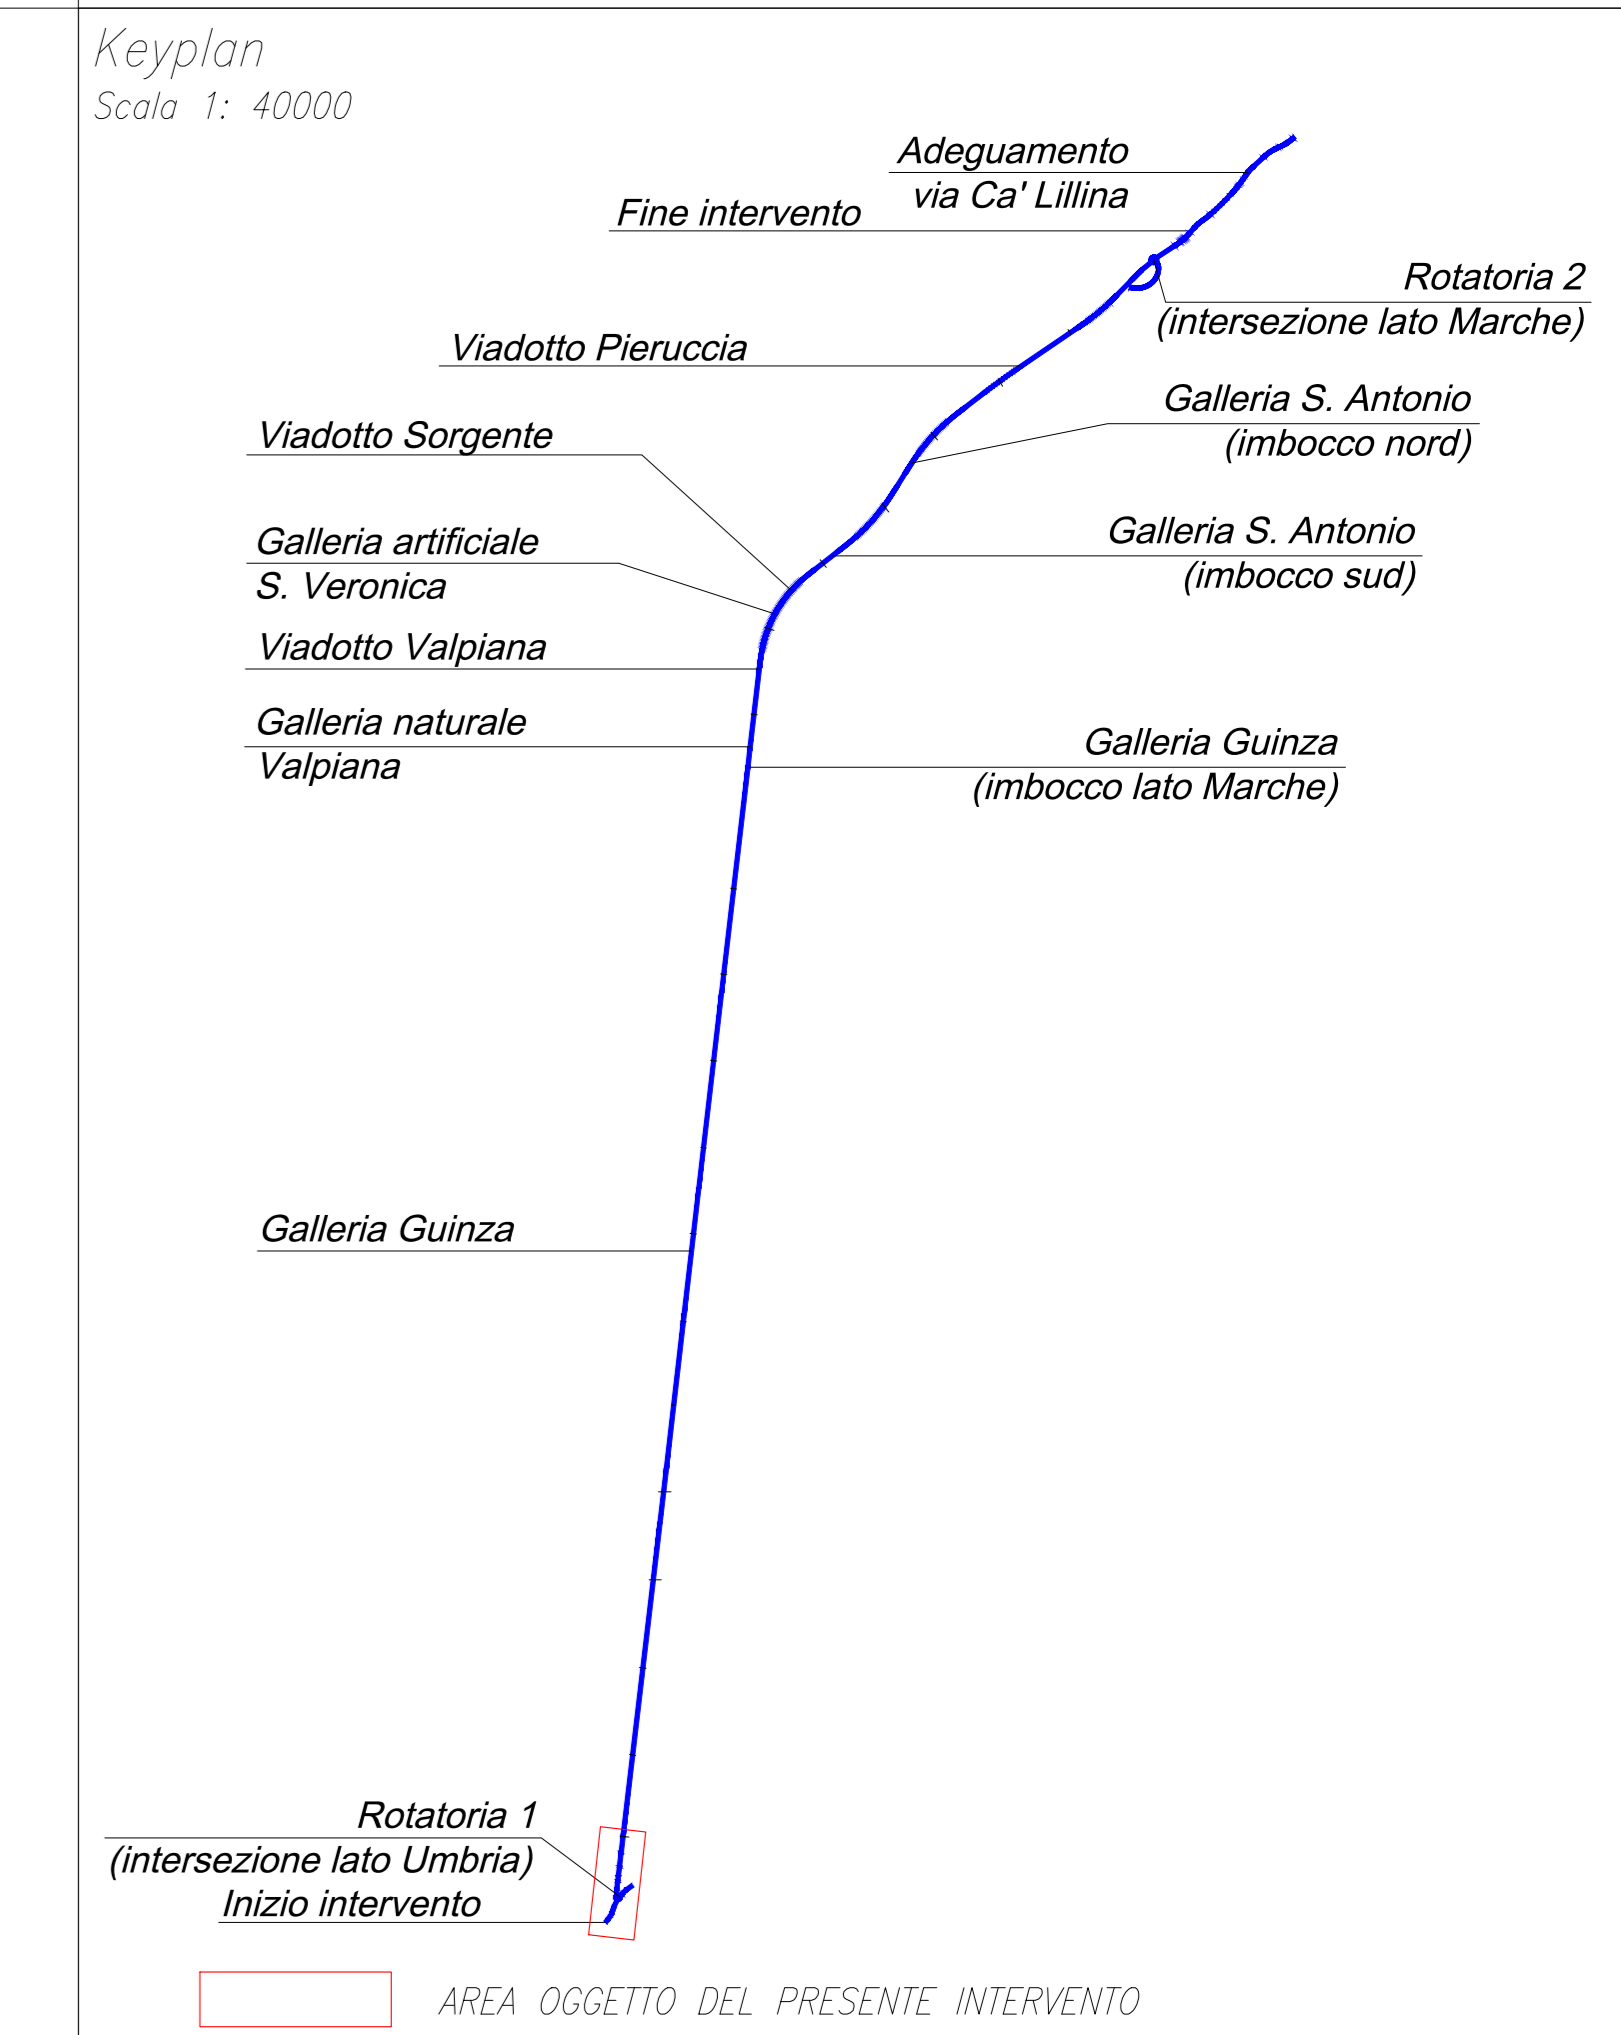 Keyplan
Scala 1: 40000
Adeguamento
via Ca' Lillina
Fine intervento
Rotatoria 2
(intersezione lato Marche)
Viadotto Pieruccia
Galleria S. Antonio
(imbocco nord)
Viadotto Sorgente
Galleria S. Antonio
(imbocco sud)
Galleria artificiale
S. Veronica
Viadotto Valpiana
Galleria naturale
Valpiana
Galleria Guinza
(imbocco lato Marche)
Galleria Guinza
Rotatoria 1
(intersezione lato Umbria)
Inizio intervento
AREA OGGETTO DEL PRESENTE INTERVENTO